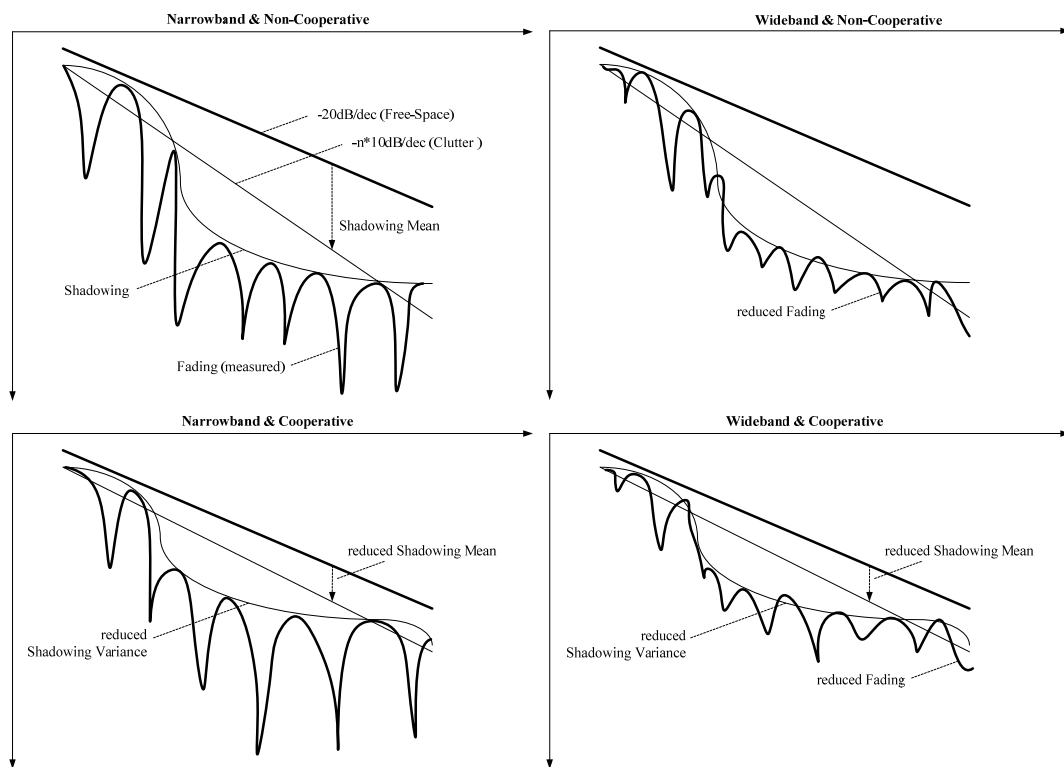 Narrowband & Non-Cooperative
-20dB/dec (Free-Space)
-n*10dB/dec (Clutter )
Shadowing Mean
Shadowing
Fading (measured)
Wideband & Non-Cooperative
reduced Fading
Narrowband & Cooperative
reduced Shadowing Mean
reduced
Shadowing Variance
Wideband & Cooperative
reduced Shadowing Mean
reduced
Shadowing Variance
reduced Fading